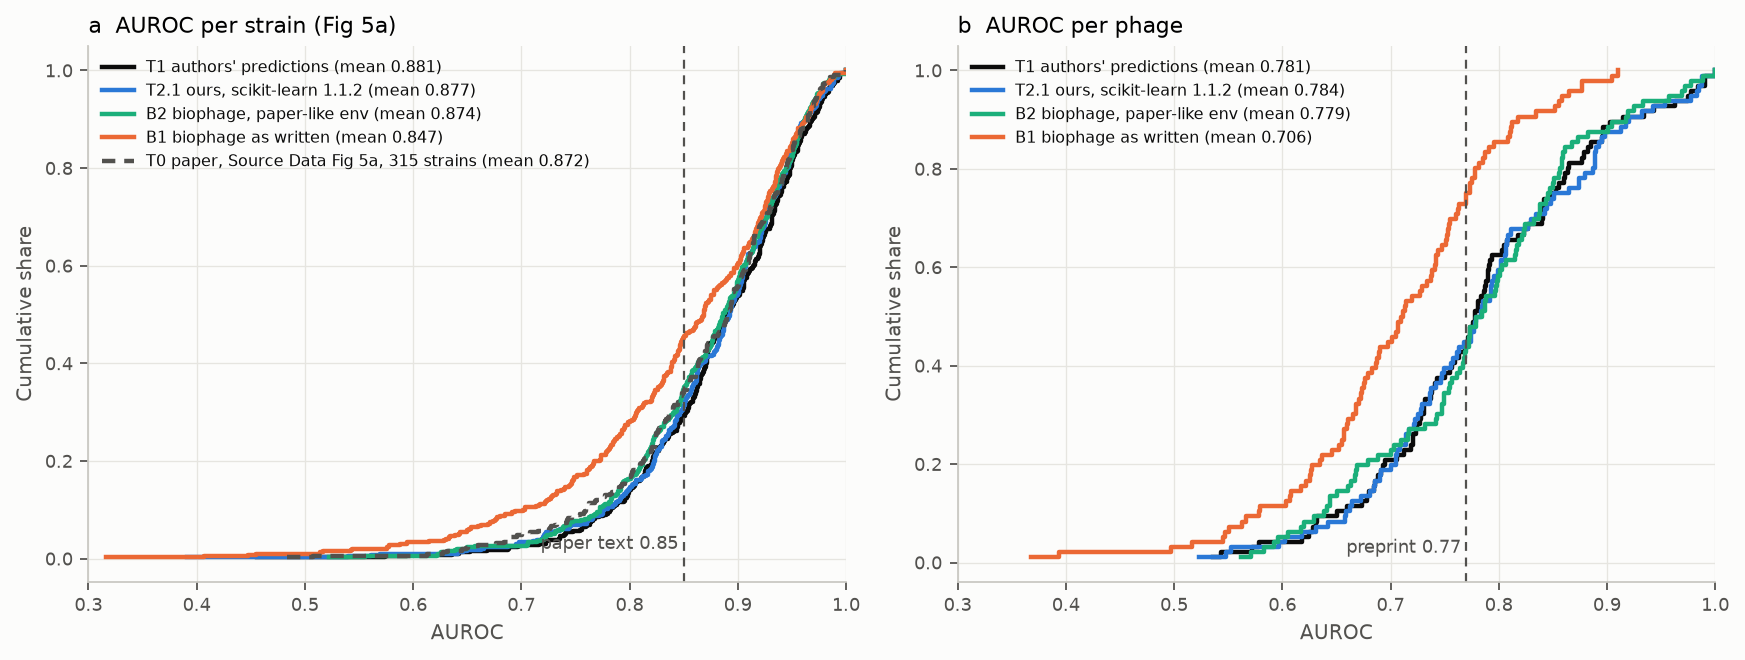 a AUROC per strain (Fig 5a)
T1 authors' predictions (mean 0.881)
T2.1 ours, scikit-learn 1.1.2 (mean 0.877)
B2 biophage, paper-like env (mean 0.874)
B1 biophage as written (mean 0.847)
T0 paper, Source Data Fig 5a, 315 strains (mean 0.872)
1.0
0.8
0.6
0.4
0.2
0.0
Cumulative share
paper text 0.85
0.3 0.4 0.5 0.6 0.7 0.8 0.9 1.0
AUROC
b AUROC per phage
T1 authors' predictions (mean 0.781)
T2.1 ours, scikit-learn 1.1.2 (mean 0.784)
B2 biophage, paper-like env (mean 0.779)
B1 biophage as written (mean 0.706)
1.0
0.8
0.6
0.4
0.2
0.0
Cumulative share
preprint 0.77
0.3 0.4 0.5 0.6 0.7 0.8 0.9 1.0
AUROC